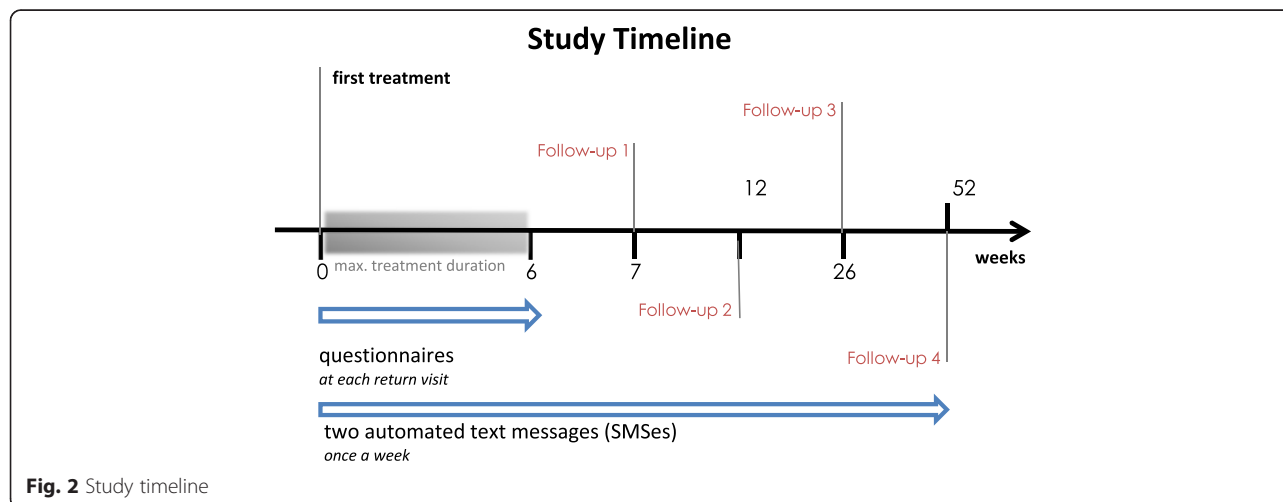 Study Timeline
first treatment
Follow-up 3
Follow-up 1
12
52
0
max. treatment duration
6
7
26
weeks
Follow-up 2
questionnaires
at each return visit
Follow-up 4
two automated text messages (SMSes)
once a week
Fig. 2 Study timeline